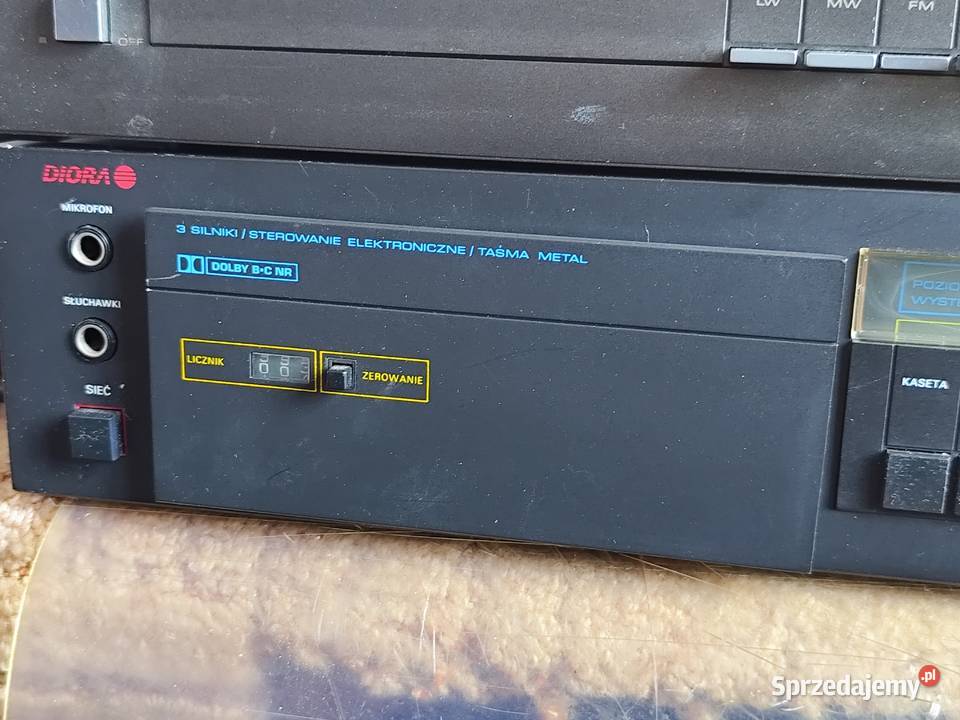 OFF
LW MW FM
DIORA
MIKROFON
3 SILNIKI / STEROWANIE ELEKTRONICZNE / TAŚMA METAL
DOLBY B•C NR
SŁUCHAWKI
LICZNIK
ZEROWANIE
SIEĆ
KASETA
Sprzedajemy.pl